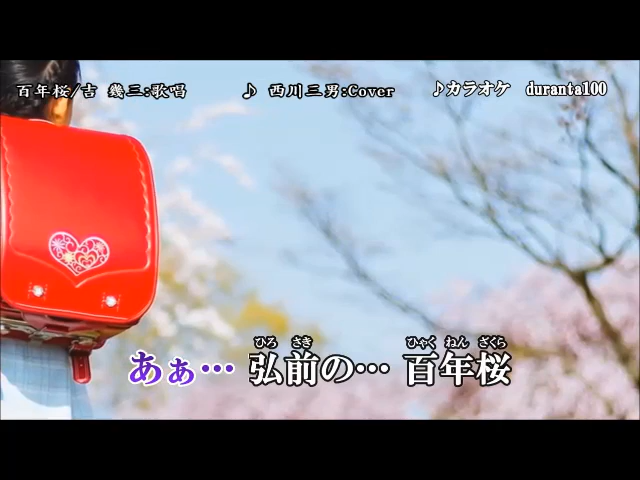 百年桜/吉 幾三:歌唱 ♪ 西川三男:Cover ♪カラオケ duranta100
ひろ さき ひゃく ねん ざくら
あぁ… 弘前の… 百年桜